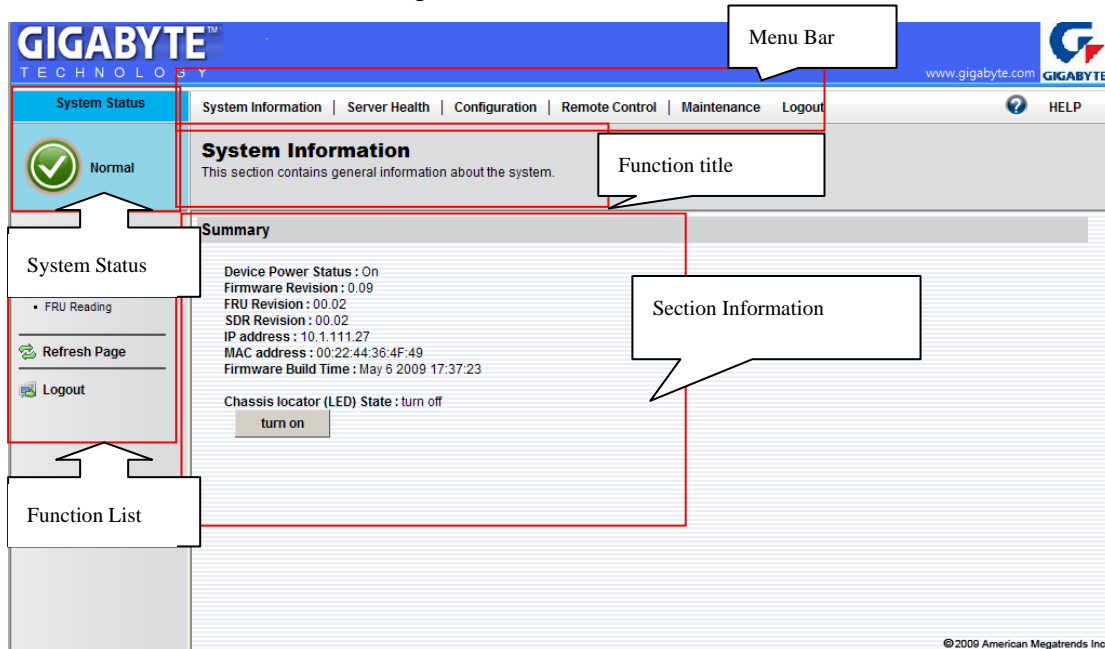 GIGABYTE™
TECHNOLOGY
Menu Bar
www.gigabyte.com
GIGABYTE
System Status
System Information | Server Health | Configuration | Remote Control | Maintenance Logout
HELP
Normal
System Information
This section contains general information about the system.
Function title
Summary
System Status
Device Power Status : On
Firmware Revision : 0.09
FRU Revision : 00.02
SDR Revision : 00.02
IP address : 10.1.111.27
MAC address : 00:22:44:36:4F:49
Firmware Build Time : May 6 2009 17:37:23
Section Information
• FRU Reading
Refresh Page
Logout
Chassis locator (LED) State : turn off
turn on
Function List
©2009 American Megatrends Inc